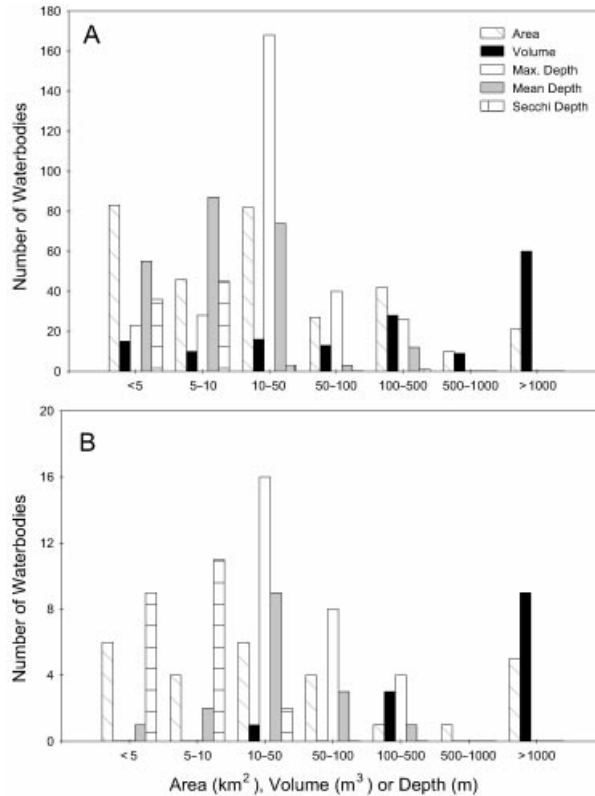 A
Area
Volume
Max. Depth
Mean Depth
Secchi Depth
Number of Waterbodies
180
160
140
120
100
80
60
40
20
0
<5 5–10 10–50 50–100 100–500 500–1000 >1000
B
Number of Waterbodies
20
16
12
8
4
0
<5 5–10 10–50 50–100 100–500 500–1000 >1000
Area (km²), Volume (m³) or Depth (m)